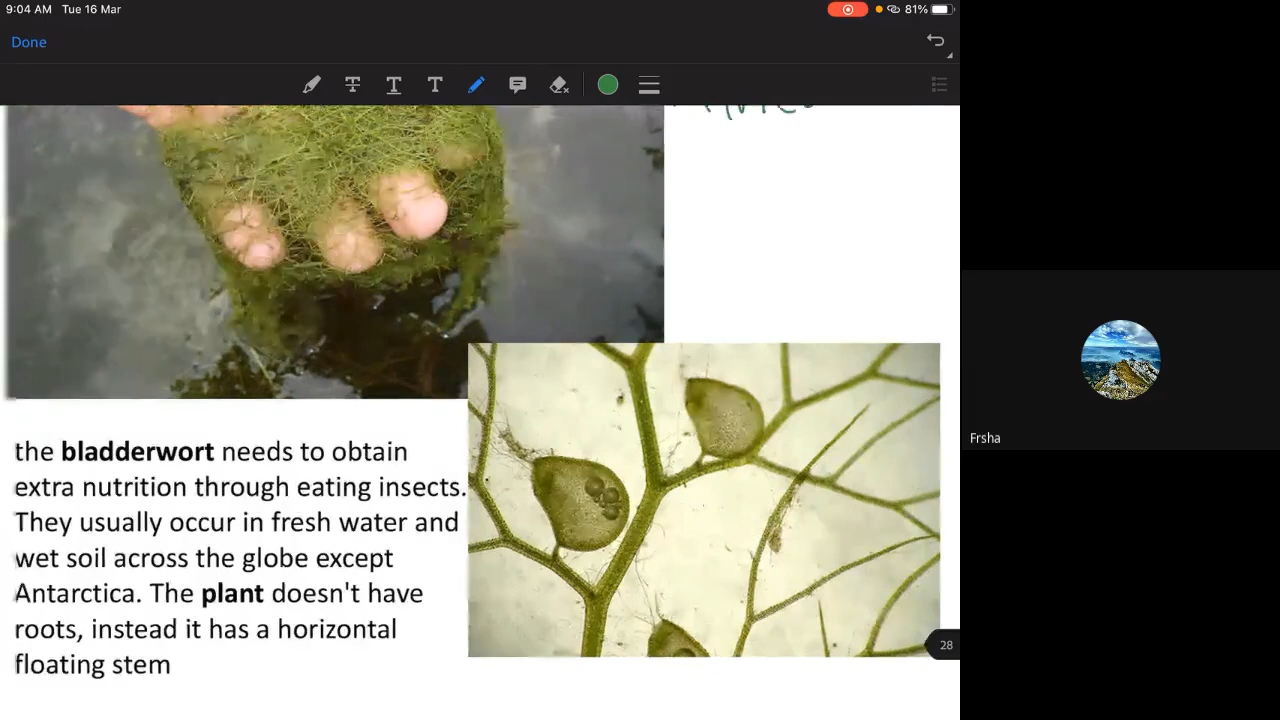 9:04 AM Tue 16 Mar
81%
Done
the bladderwort needs to obtain
extra nutrition through eating insects.
They usually occur in fresh water and
wet soil across the globe except
Antarctica. The plant doesn't have
roots, instead it has a horizontal
floating stem
28
Frsha